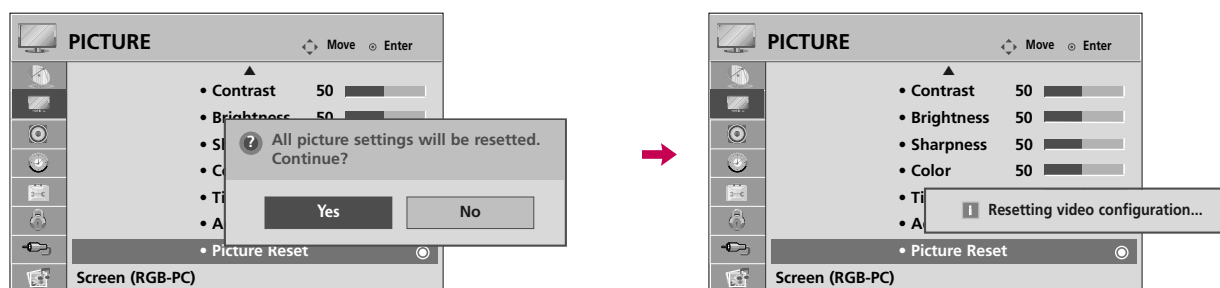 PICTURE
Move Enter
• Contrast 50
• Brightness 50
All picture settings will be resetted.
Continue?
Yes No
• Picture Reset
Screen (RGB-PC)
PICTURE
Move Enter
• Contrast 50
• Brightness 50
• Sharpness 50
• Color 50
i Resetting video configuration...
• Picture Reset
Screen (RGB-PC)